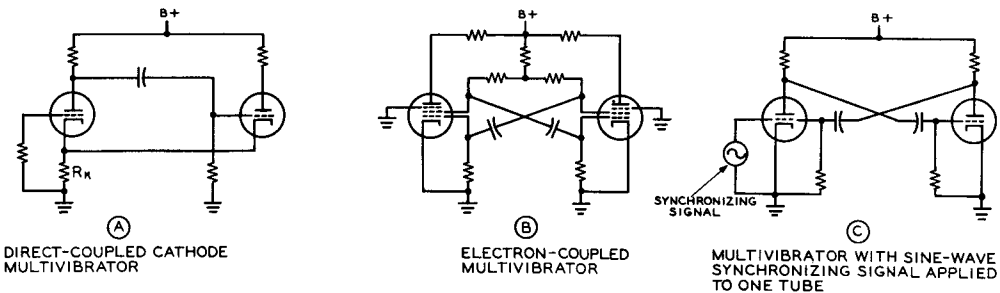 B+
R K
A
DIRECT-COUPLED CATHODE
MULTIVIBRATOR
B+
B
ELECTRON-COUPLED
MULTIVIBRATOR
B+
SYNCHRONIZING
SIGNAL
C
MULTIVIBRATOR WITH SINE-WAVE
SYNCHRONIZING SIGNAL APPLIED
TO ONE TUBE